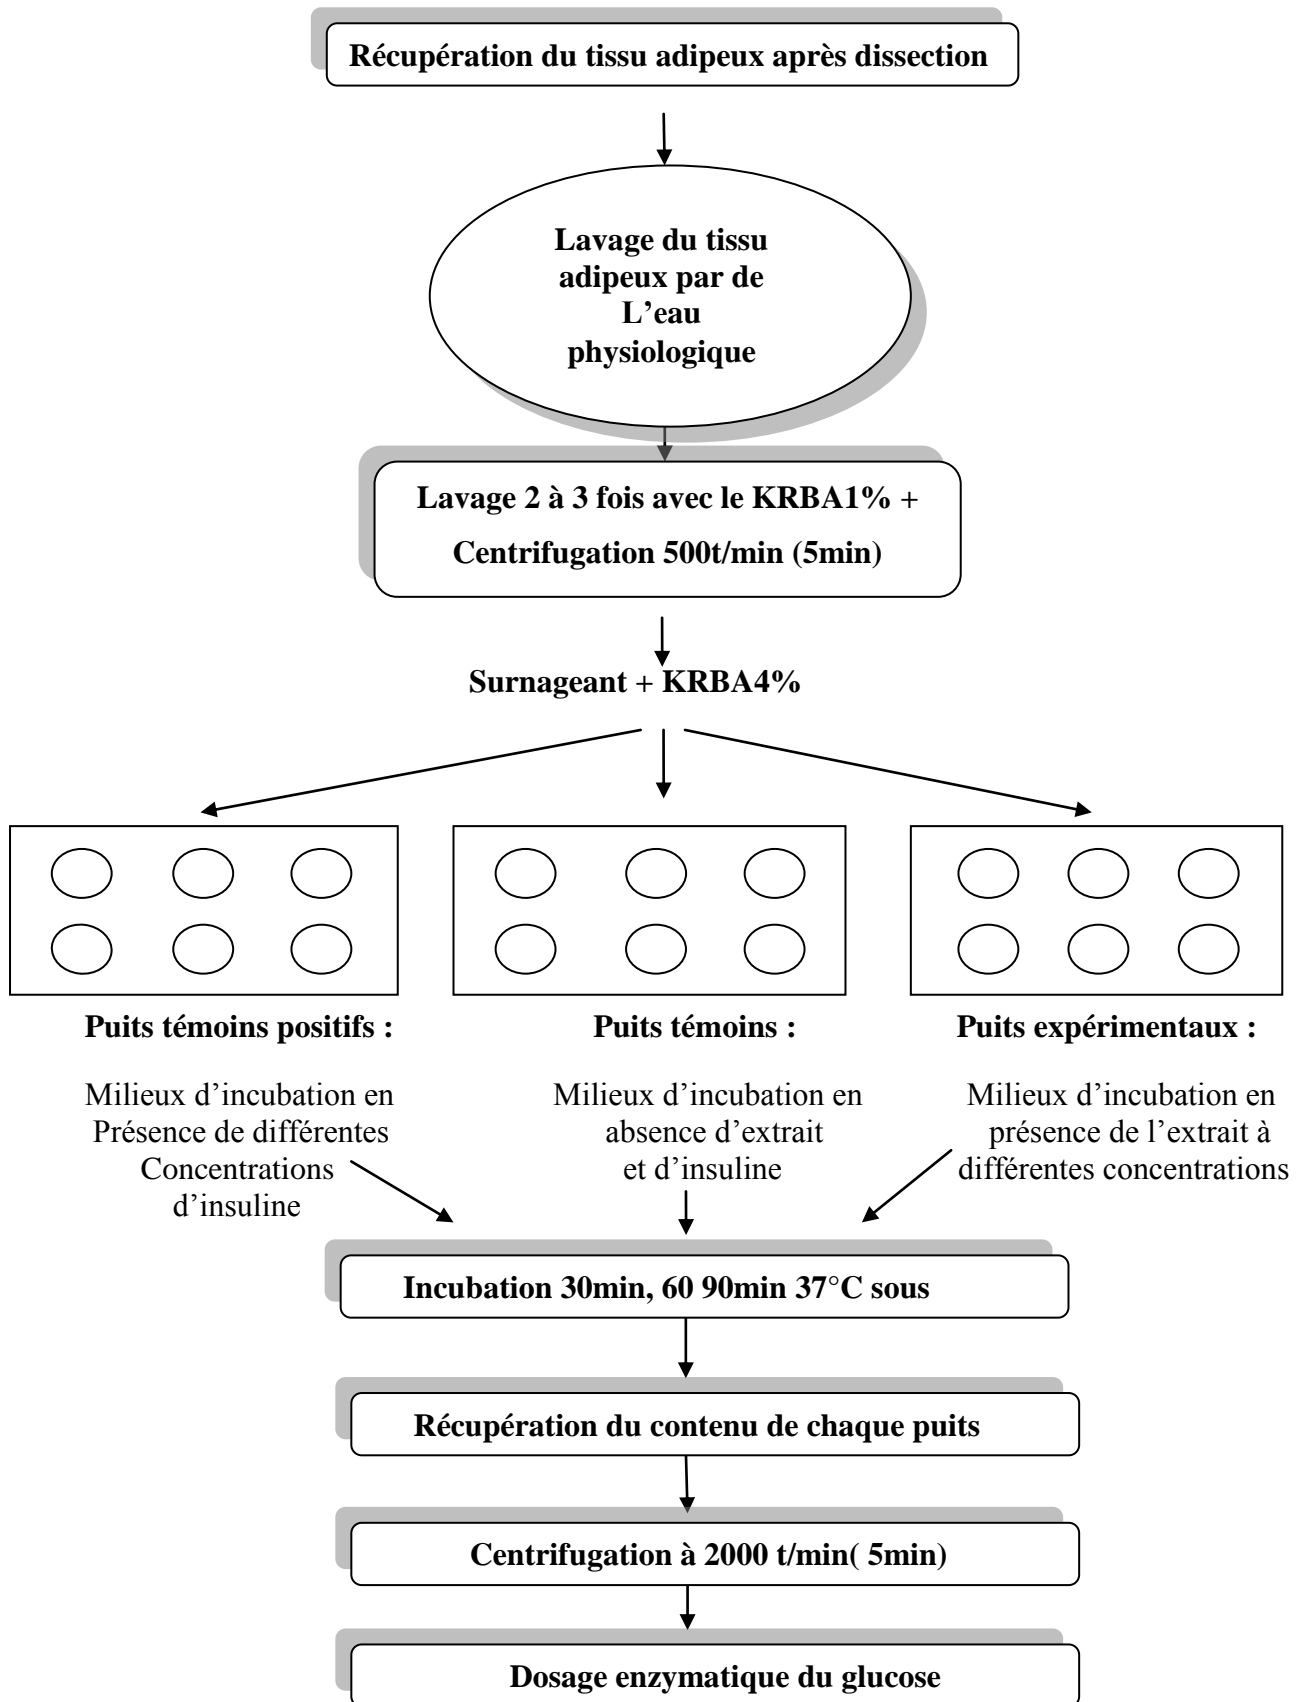 Récupération du tissu adipeux après dissection
Lavage du tissu
adipeux par de
L’eau
physiologique
Lavage 2 à 3 fois avec le KRBA1% +
Centrifugation 500t/min (5min)
Surnageant + KRBA4%
Puits témoins positifs :
Milieux d’incubation en
Présence de différentes
Concentrations
d’insuline
Puits témoins :
Milieux d’incubation en
absence d’extrait
et d’insuline
Puits expérimentaux :
Milieux d’incubation en
présence de l’extrait à
différentes concentrations
Incubation 30min, 60 90min 37°C sous
Récupération du contenu de chaque puits
Centrifugation à 2000 t/min( 5min)
Dosage enzymatique du glucose